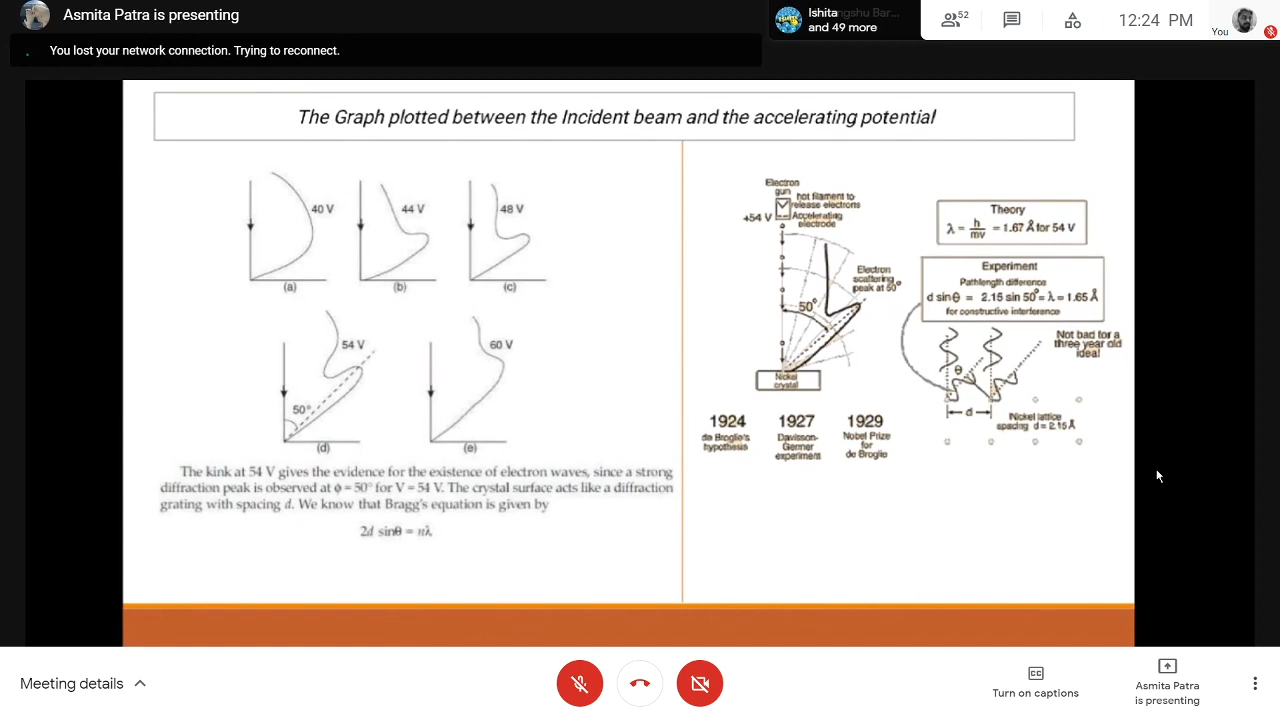 Asmita Patra is presenting
Ishitangshu Bar...
and 49 more
52
12:24 PM
You
You lost your network connection. Trying to reconnect.
The Graph plotted between the Incident beam and the accelerating potential
40 V
44 V
48 V
(a)
(b)
(c)
54 V
60 V
50°
(d)
(e)
The kink at 54 V gives the evidence for the existence of electron waves, since a strong
diffraction peak is observed at ϕ = 50° for V = 54 V. The crystal surface acts like a diffraction
grating with spacing d. We know that Bragg's equation is given by
2d sinθ = nλ
Electron
gun
hot filament to
release electrons
+54 V
Accelerating
electrode
Electron
scattering
peak at 50°
50°
Nickel
crystal
Theory
λ = h/mv = 1.67 Å for 54 V
Experiment
Pathlength difference
d sinθ = 2.15 sin 50° = λ = 1.65 Å
for constructive interference
Not bad for a
three year old
idea!
θ
d
Nickel lattice
spacing d = 2.15 Å
1924
de Broglie's
hypothesis
1927
Davisson-
Germer
experiment
1929
Nobel Prize
for
de Broglie
Meeting details
Turn on captions
Asmita Patra
is presenting